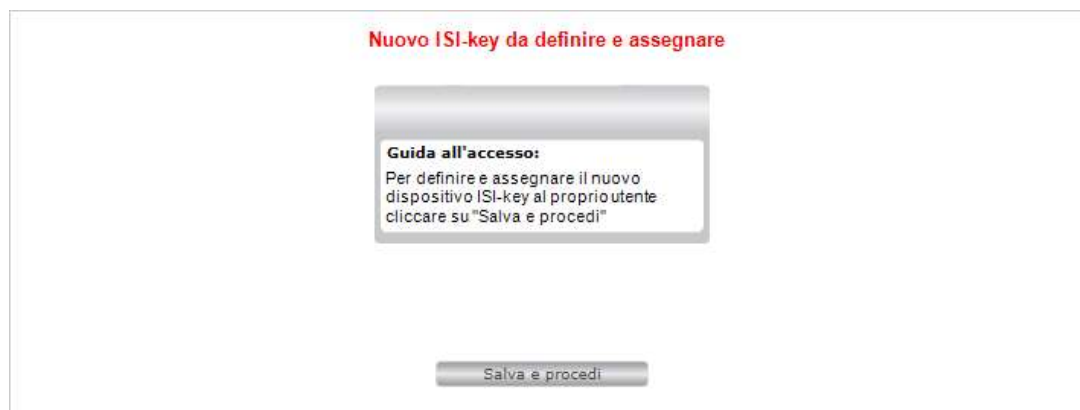 Nuovo ISI-key da definire e assegnare
Guida all'accesso:
Per definire e assegnare il nuovo
dispositivo ISI-key al proprio utente
cliccare su "Salva e procedi"
Salva e procedi